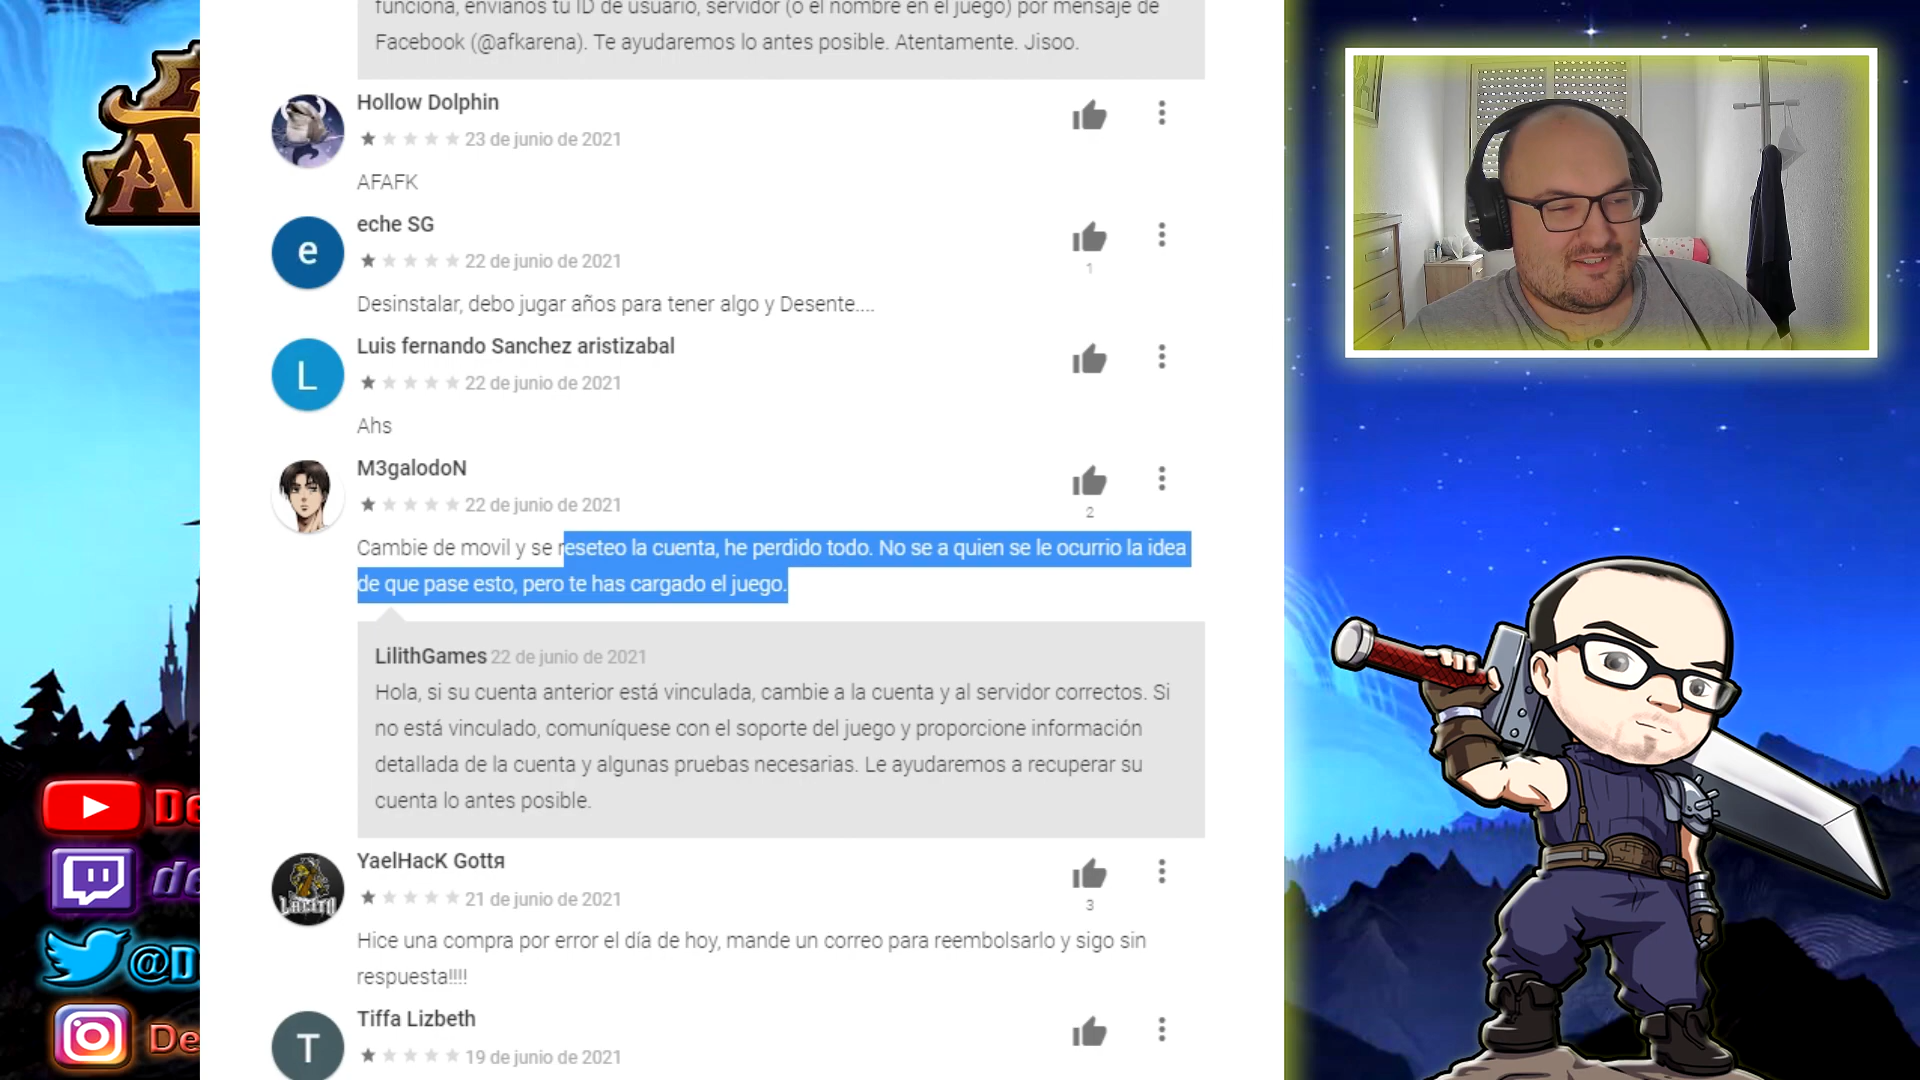 funciona, envíanos tu ID de usuario, servidor (o el nombre en el juego) por mensaje de
Facebook (@afkarena). Te ayudaremos lo antes posible. Atentamente. Jisoo.
Hollow Dolphin
23 de junio de 2021
AFAFK
e
eche SG
22 de junio de 2021
1
Desinstalar, debo jugar años para tener algo y Desente....
L
Luis fernando Sanchez aristizabal
22 de junio de 2021
Ahs
M3galodoN
22 de junio de 2021
2
Cambie de movil y se reseteo la cuenta, he perdido todo. No se a quien se le ocurrio la idea
de que pase esto, pero te has cargado el juego.
LilithGames 22 de junio de 2021
Hola, si su cuenta anterior está vinculada, cambie a la cuenta y al servidor correctos. Si
no está vinculado, comuníquese con el soporte del juego y proporcione información
detallada de la cuenta y algunas pruebas necesarias. Le ayudaremos a recuperar su
cuenta lo antes posible.
YaelHacK Gottя
21 de junio de 2021
3
Hice una compra por error el día de hoy, mande un correo para reembolsarlo y sigo sin
respuesta!!!!
T
Tiffa Lizbeth
19 de junio de 2021
De
de
@D
De